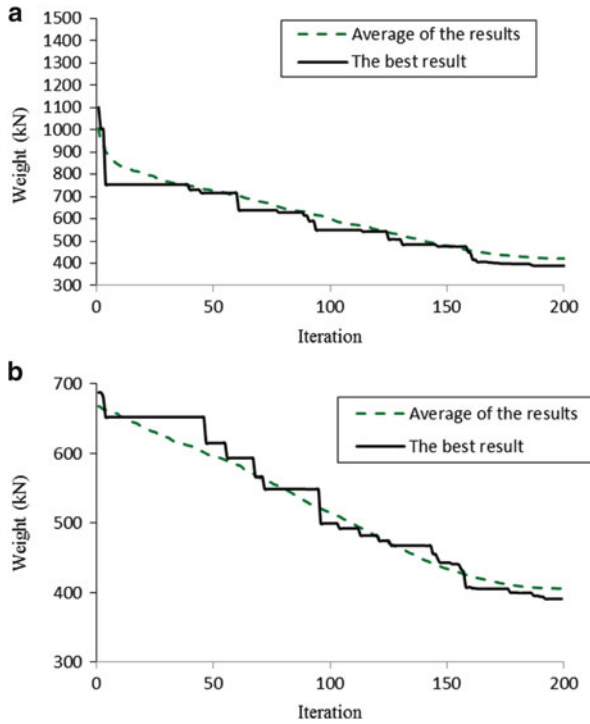 a
1500
1400
1300
1200
1100
1000
900
800
700
600
500
400
300
Weight (kN)
Average of the results
The best result
0 50 100 150 200
Iteration
b
700
600
500
400
300
Weight (kN)
Average of the results
The best result
0 50 100 150 200
Iteration